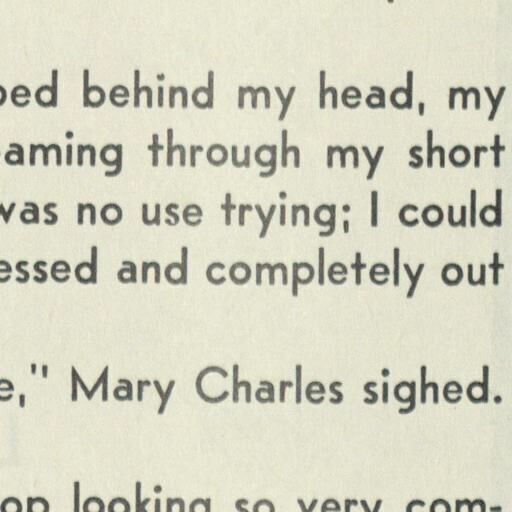 ped behind my head, my
aming through my short
was no use trying; I could
essed and completely out
e," Mary Charles sighed.
op looking so very com-